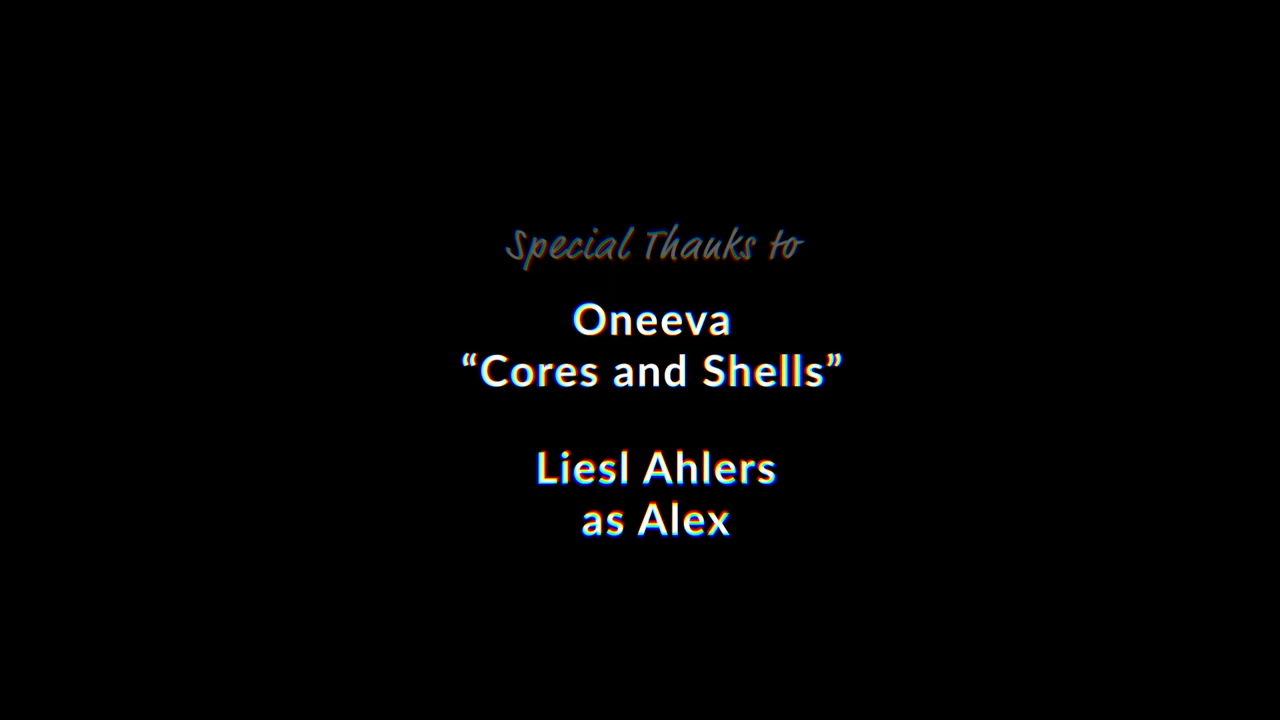 Special Thanks to
Oneeva
“Cores and Shells”
Liesl Ahlers
as Alex